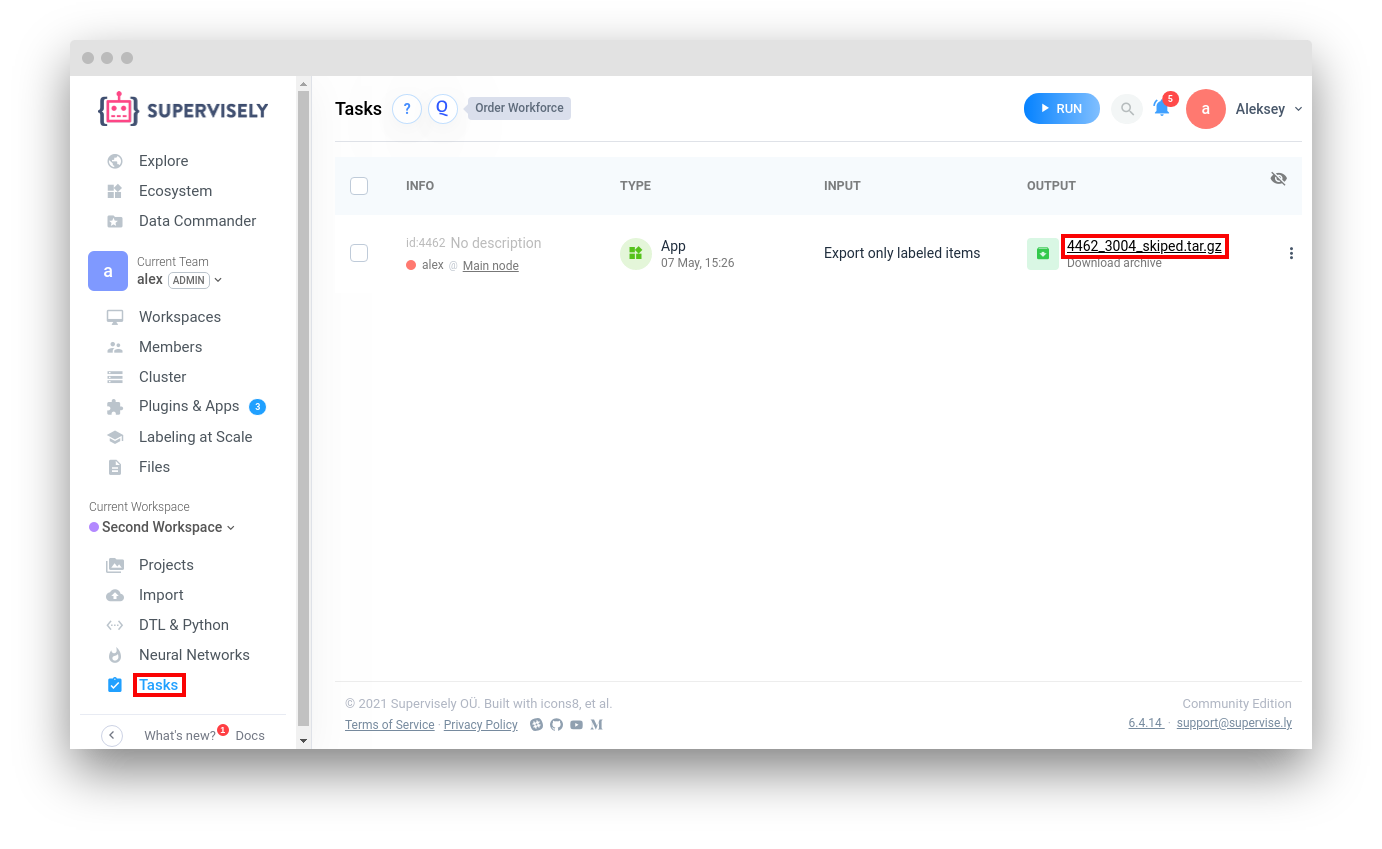 SUPERVISELY
Explore
Ecosystem
Data Commander
a
Current Team
alex ADMIN
Workspaces
Members
Cluster
Plugins & Apps 3
Labeling at Scale
Files
Current Workspace
Second Workspace
Projects
Import
DTL & Python
Neural Networks
Tasks
What's new? 1 Docs
Tasks ? Q Order Workforce RUN 5 a Aleksey
INFO TYPE INPUT OUTPUT
id:4462 No description
alex @ Main node
App
07 May, 15:26
Export only labeled items
4462_3004_skiped.tar.gz
Download archive
© 2021 Supervisely OÜ. Built with icons8, et al.
Terms of Service · Privacy Policy
Community Edition
6.4.14 · support@supervise.ly